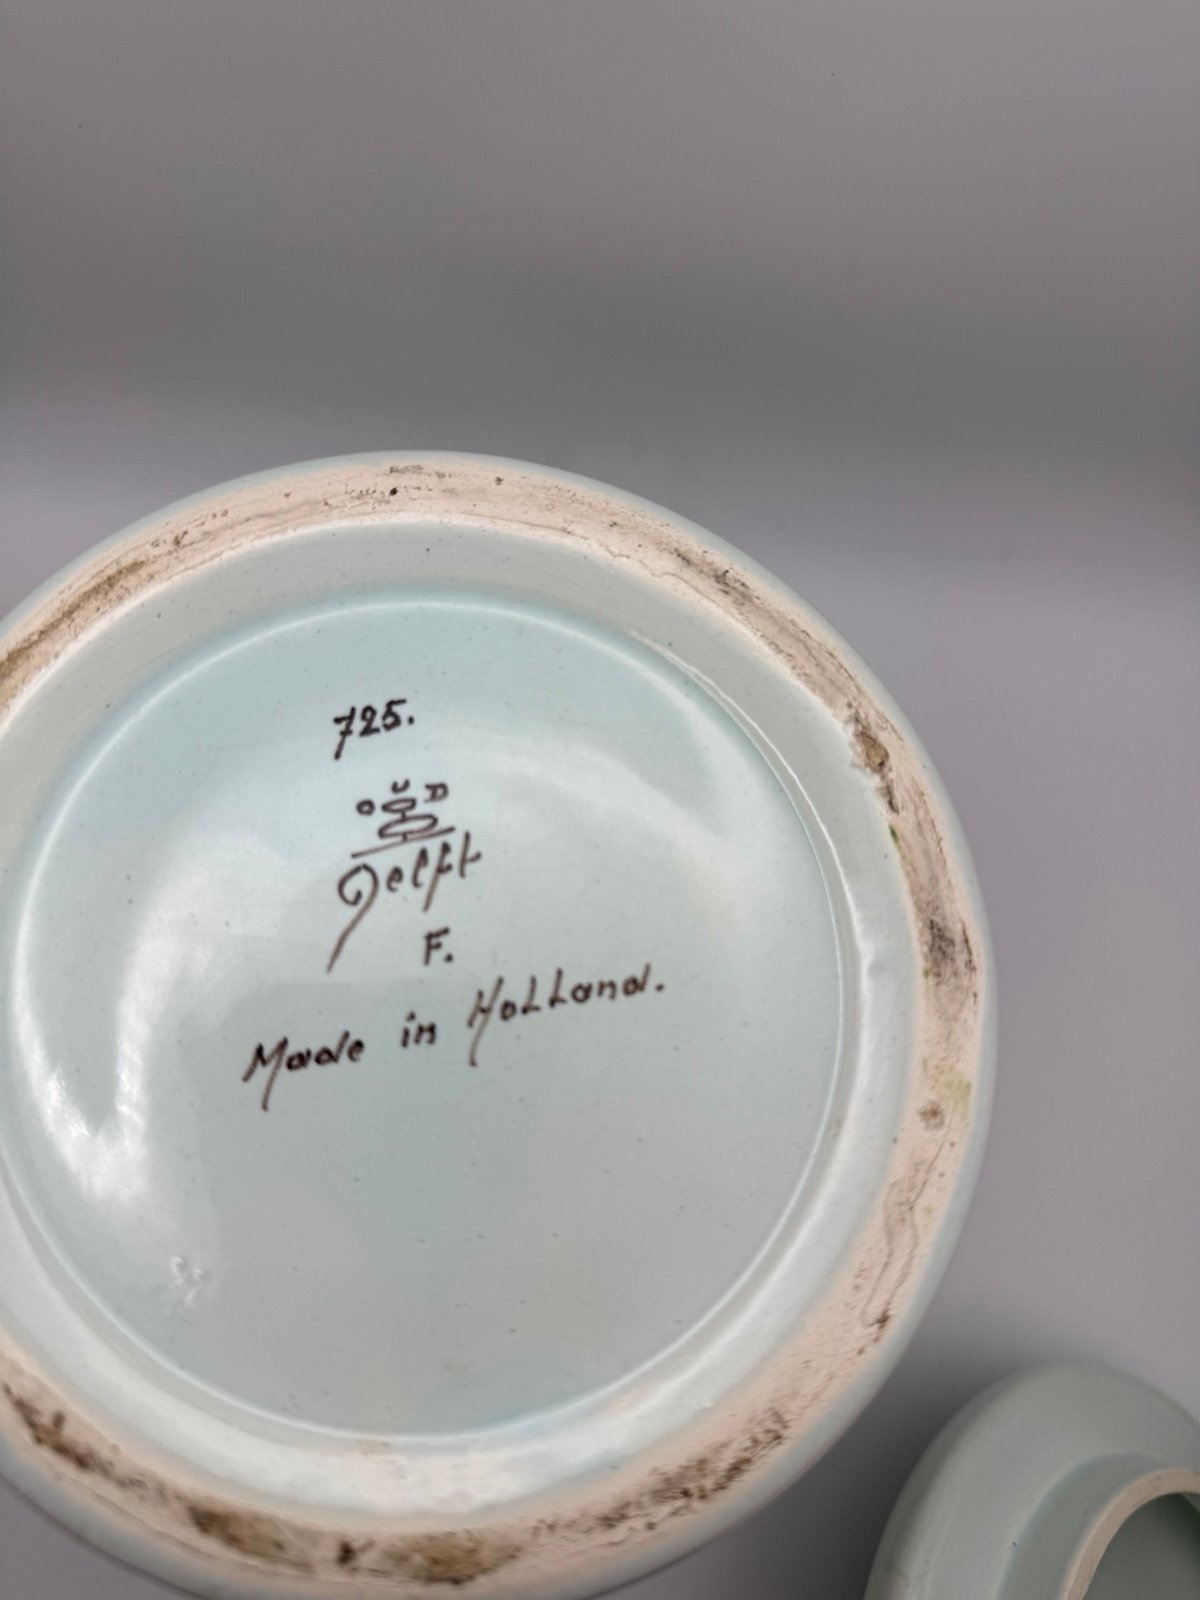 725.
O U D
Delft
F.
Made in Holland.